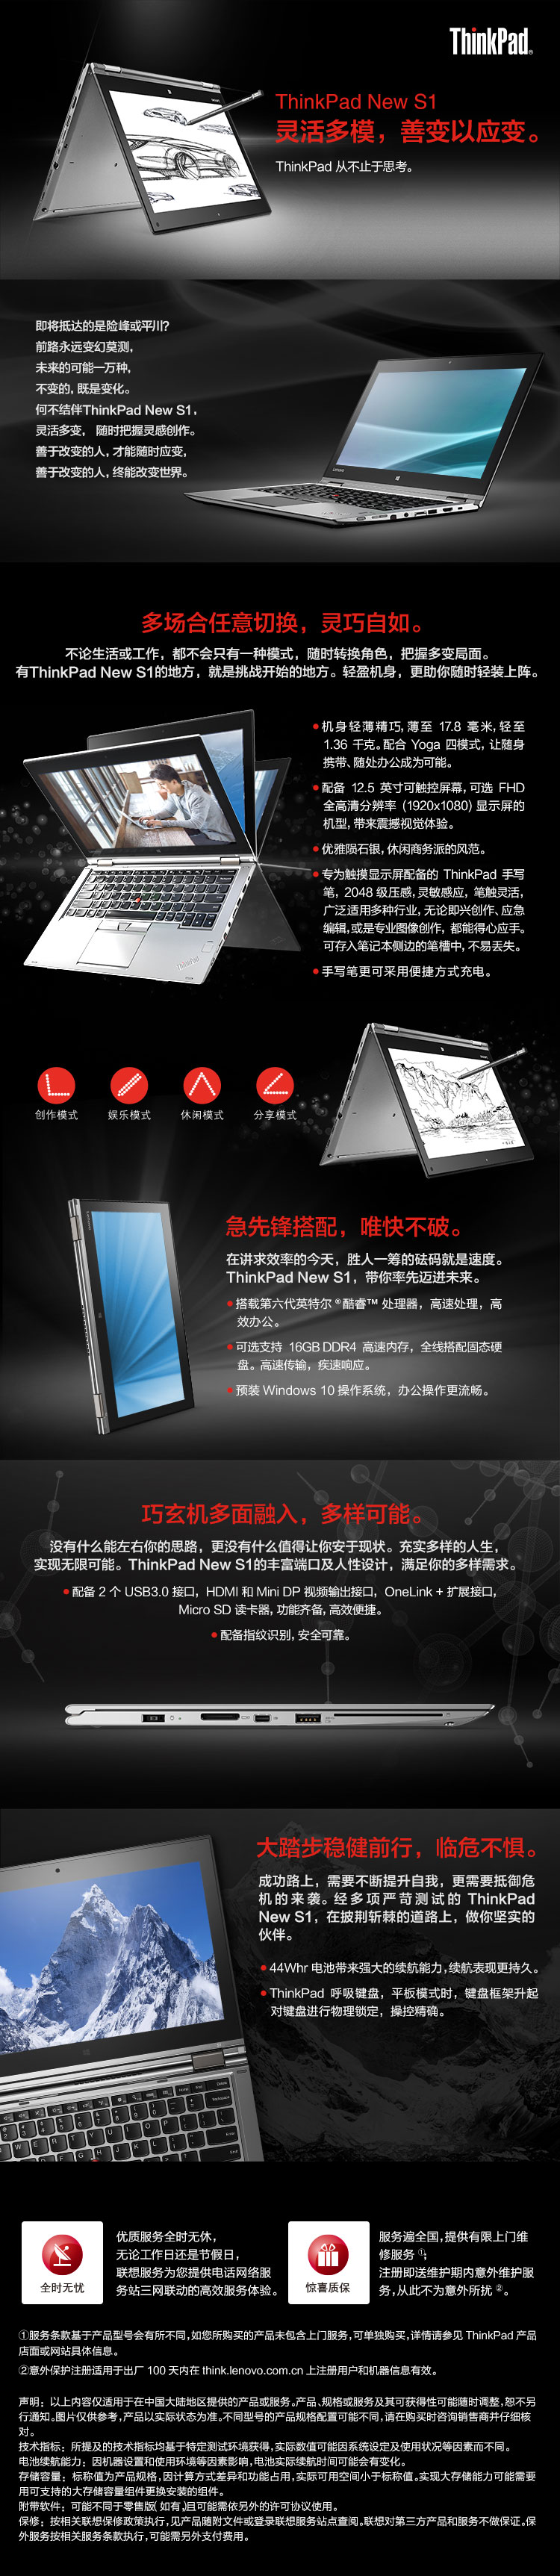 ThinkPad
ThinkPad New S1
灵活多模，善变以应变。
ThinkPad 从不止于思考。
即将抵达的是险峰或平川?
前路永远变幻莫测，
未来的可能一万种，
不变的，既是变化。
何不结伴ThinkPad New S1，
灵活多变， 随时把握灵感创作。
善于改变的人，才能随时应变，
善于改变的人，终能改变世界。
多场合任意切换，灵巧自如。
不论生活或工作，都不会只有一种模式，随时转换角色，把握多变局面。
有ThinkPad New S1的地方，就是挑战开始的地方。轻盈机身，更助你随时轻装上阵。
机身轻薄精巧，薄至 17.8 毫米，轻至
1.36 千克。配合 Yoga 四模式，让随身
携带、随处办公成为可能。
配备 12.5 英寸可触控屏幕，可选 FHD
全高清分辨率 (1920x1080) 显示屏的
机型，带来震撼视觉体验。
优雅陨石银，休闲商务派的风范。
专为触摸显示屏配备的 ThinkPad 手写
笔，2048 级压感，灵敏感应，笔触灵活，
广泛适用多种行业，无论即兴创作、应急
编辑，或是专业图像创作，都能得心应手。
可存入笔记本侧边的笔槽中，不易丢失。
手写笔更可采用便捷方式充电。
创作模式
娱乐模式
休闲模式
分享模式
急先锋搭配，唯快不破。
在讲求效率的今天，胜人一筹的砝码就是速度。
ThinkPad New S1，带你率先迈进未来。
搭载第六代英特尔®酷睿™ 处理器，高速处理，高
效办公。
可选支持 16GB DDR4 高速内存，全线搭配固态硬
盘。高速传输，疾速响应。
预装 Windows 10 操作系统，办公操作更流畅。
巧玄机多面融入，多样可能。
没有什么能左右你的思路，更没有什么值得让你安于现状。充实多样的人生，
实现无限可能。ThinkPad New S1的丰富端口及人性设计，满足你的多样需求。
配备 2 个 USB3.0 接口，HDMI 和 Mini DP 视频输出接口，OneLink + 扩展接口，
Micro SD 读卡器，功能齐备，高效便捷。
配备指纹识别，安全可靠。
大踏步稳健前行，临危不惧。
成功路上，需要不断提升自我，更需要抵御危
机的来袭。经多项严苛测试的 ThinkPad
New S1，在披荆斩棘的道路上，做你坚实的
伙伴。
44Whr 电池带来强大的续航能力，续航表现更持久。
ThinkPad 呼吸键盘，平板模式时，键盘框架升起
对键盘进行物理锁定，操控精确。
全时无忧
优质服务全时无休，
无论工作日还是节假日，
联想服务为您提供电话网络服
务站三网联动的高效服务体验。
惊喜质保
服务遍全国，提供有限上门维
修服务 ①；
注册即送维护期内意外维护服
务，从此不为意外所扰 ②。
①服务条款基于产品型号会有所不同，如您所购买的产品未包含上门服务，可单独购买，详情请参见 ThinkPad 产品
店面或网站具体信息。
②意外保护注册适用于出厂 100 天内在 think.lenovo.com.cn 上注册用户和机器信息有效。
声明：以上内容仅适用于在中国大陆地区提供的产品或服务。产品、规格或服务及其可获得性可能随时调整，恕不另
行通知。图片仅供参考，产品以实际状态为准。不同型号的产品规格配置可能不同，请在购买时咨询销售商并仔细核
对。
技术指标：所提及的技术指标均基于特定测试环境获得，实际数值可能因系统设定及使用状况等因素而不同。
电池续航能力：因机器设置和使用环境等因素影响，电池实际续航时间可能会有变化。
存储容量：标称值为产品规格，因计算方式差异和功能占用，实际可用空间小于标称值。实现大存储能力可能需要
用可支持的大存储容量组件更换安装的组件。
附带软件：可能不同于零售版(如有)，且可能需依另外的许可协议使用。
保修：按相关联想保修政策执行，见产品随附文件或登录联想服务站点查阅。联想对第三方产品和服务不做保证。保
外服务按相关服务条款执行，可能需另外支付费用。